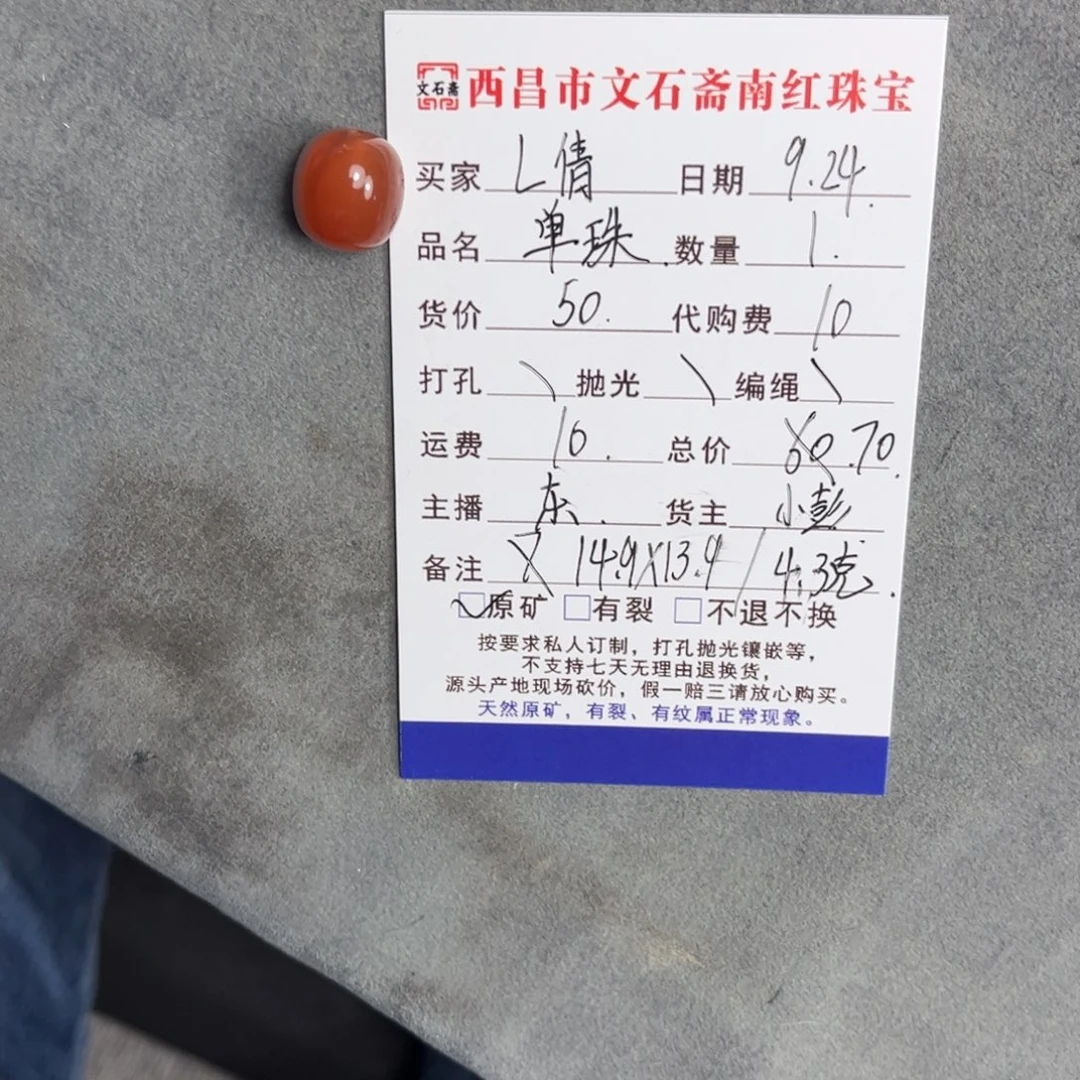 文石斋 西昌市文石斋南红珠宝
买家 L倩 日期 9.24.
品名 单珠. 数量 1.
货价 50. 代购费 10
打孔 \ 抛光 \ 编绳 \
运费 10. 总价 60.70.
主播 东. 货主 小彭
备注 14.9X13.4/4.3克.
原矿 有裂 不退不换
按要求私人订制，打孔抛光镶嵌等，
不支持七天无理由退换货，
源头产地现场砍价，假一赔三请放心购买。
天然原矿，有裂、有纹属正常现象。